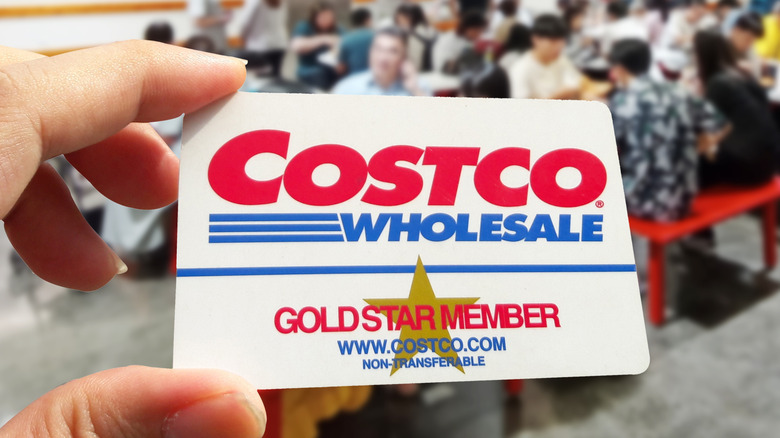 COSTCO®
WHOLESALE
GOLD STAR MEMBER
WWW.COSTCO.COM
NON-TRANSFERABLE